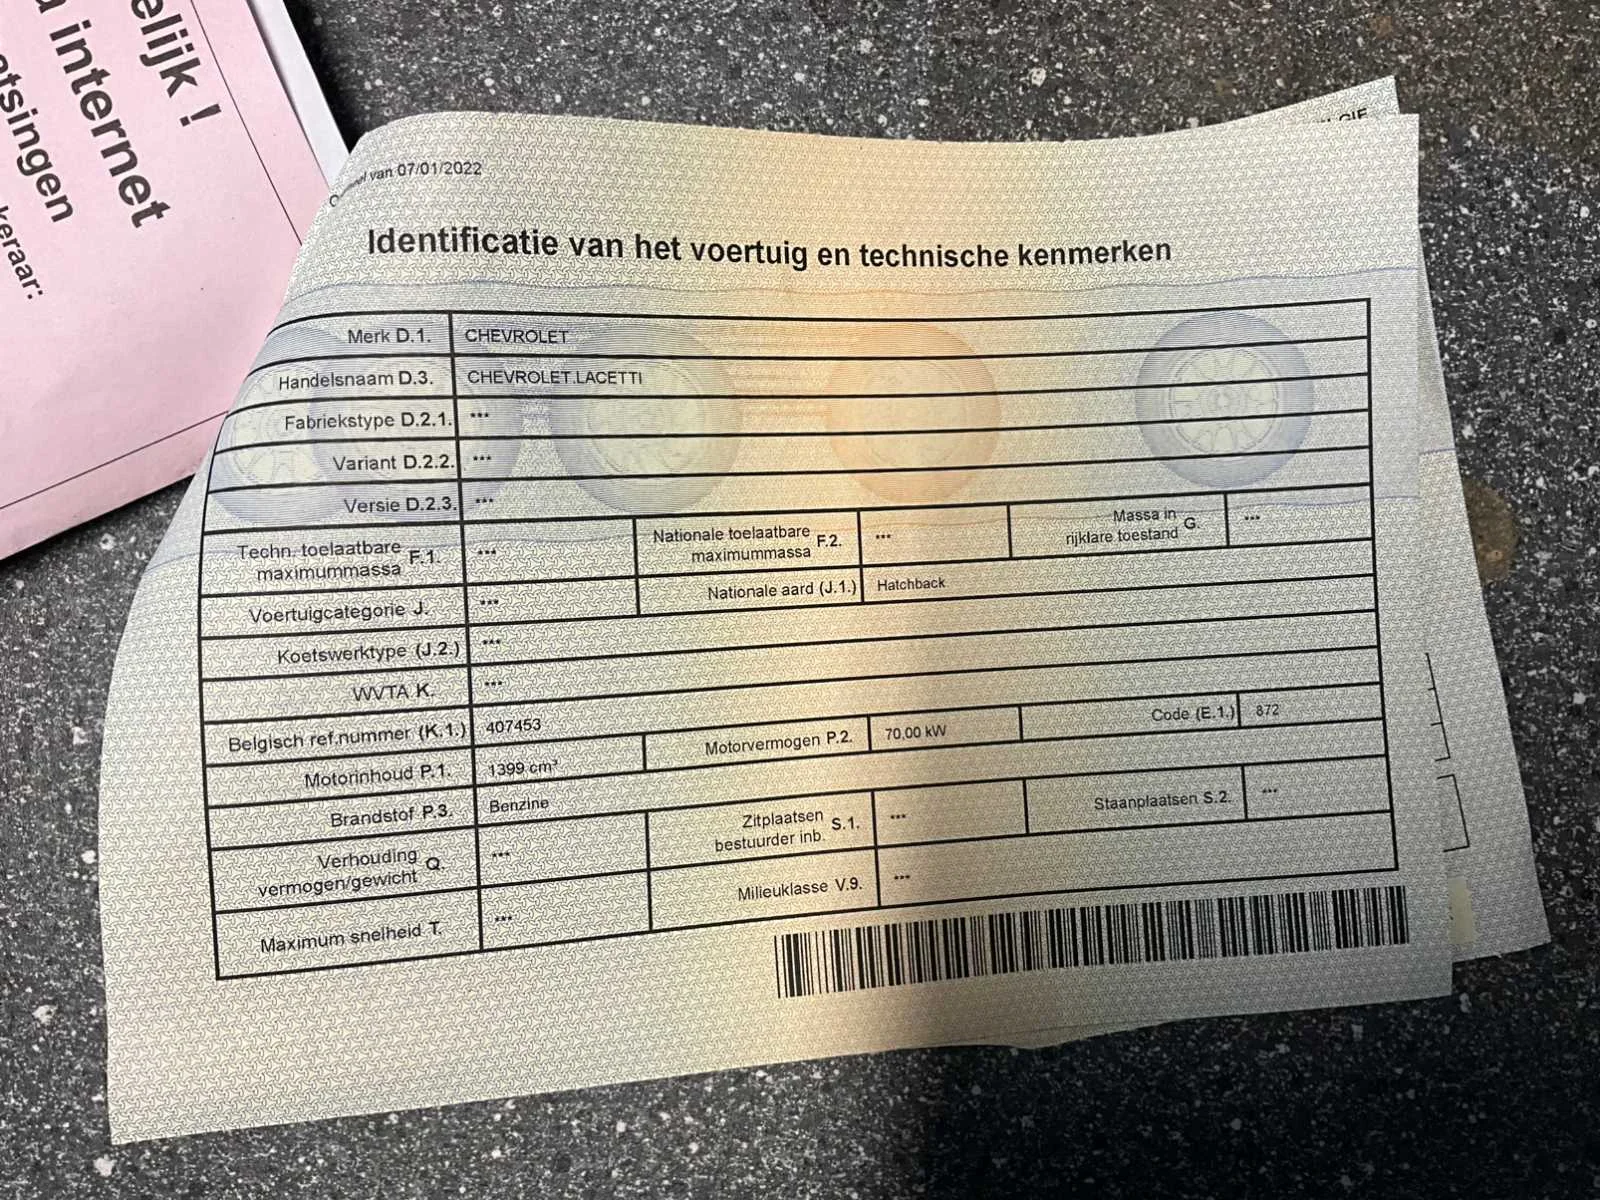 elijk !
internet
tsingen
keraar:
van 07/01/2022
Identificatie van het voertuig en technische kenmerken
Merk D.1. CHEVROLET
Handelsnaam D.3. CHEVROLET.LACETTI
Fabriekstype D.2.1. ***
Variant D.2.2. ***
Versie D.2.3. ***
Techn. toelaatbare maximummassa F.1. *** Nationale toelaatbare maximummassa F.2. *** Massa in rijklare toestand G. ***
Voertuigcategorie J. *** Nationale aard (J.1.) Hatchback
Koetswerktype (J.2.) ***
WVTA K. ***
Belgisch ref.nummer (K.1.) 407453
Motorinhoud P.1. 1399 cm³ Motorvermogen P.2. 70,00 kW Code (E.1.) 872
Brandstof P.3. Benzine
Verhouding vermogen/gewicht Q. *** Zitplaatsen bestuurder inb. S.1. *** Staanplaatsen S.2. ***
Maximum snelheid T. *** Milieuklasse V.9. ***